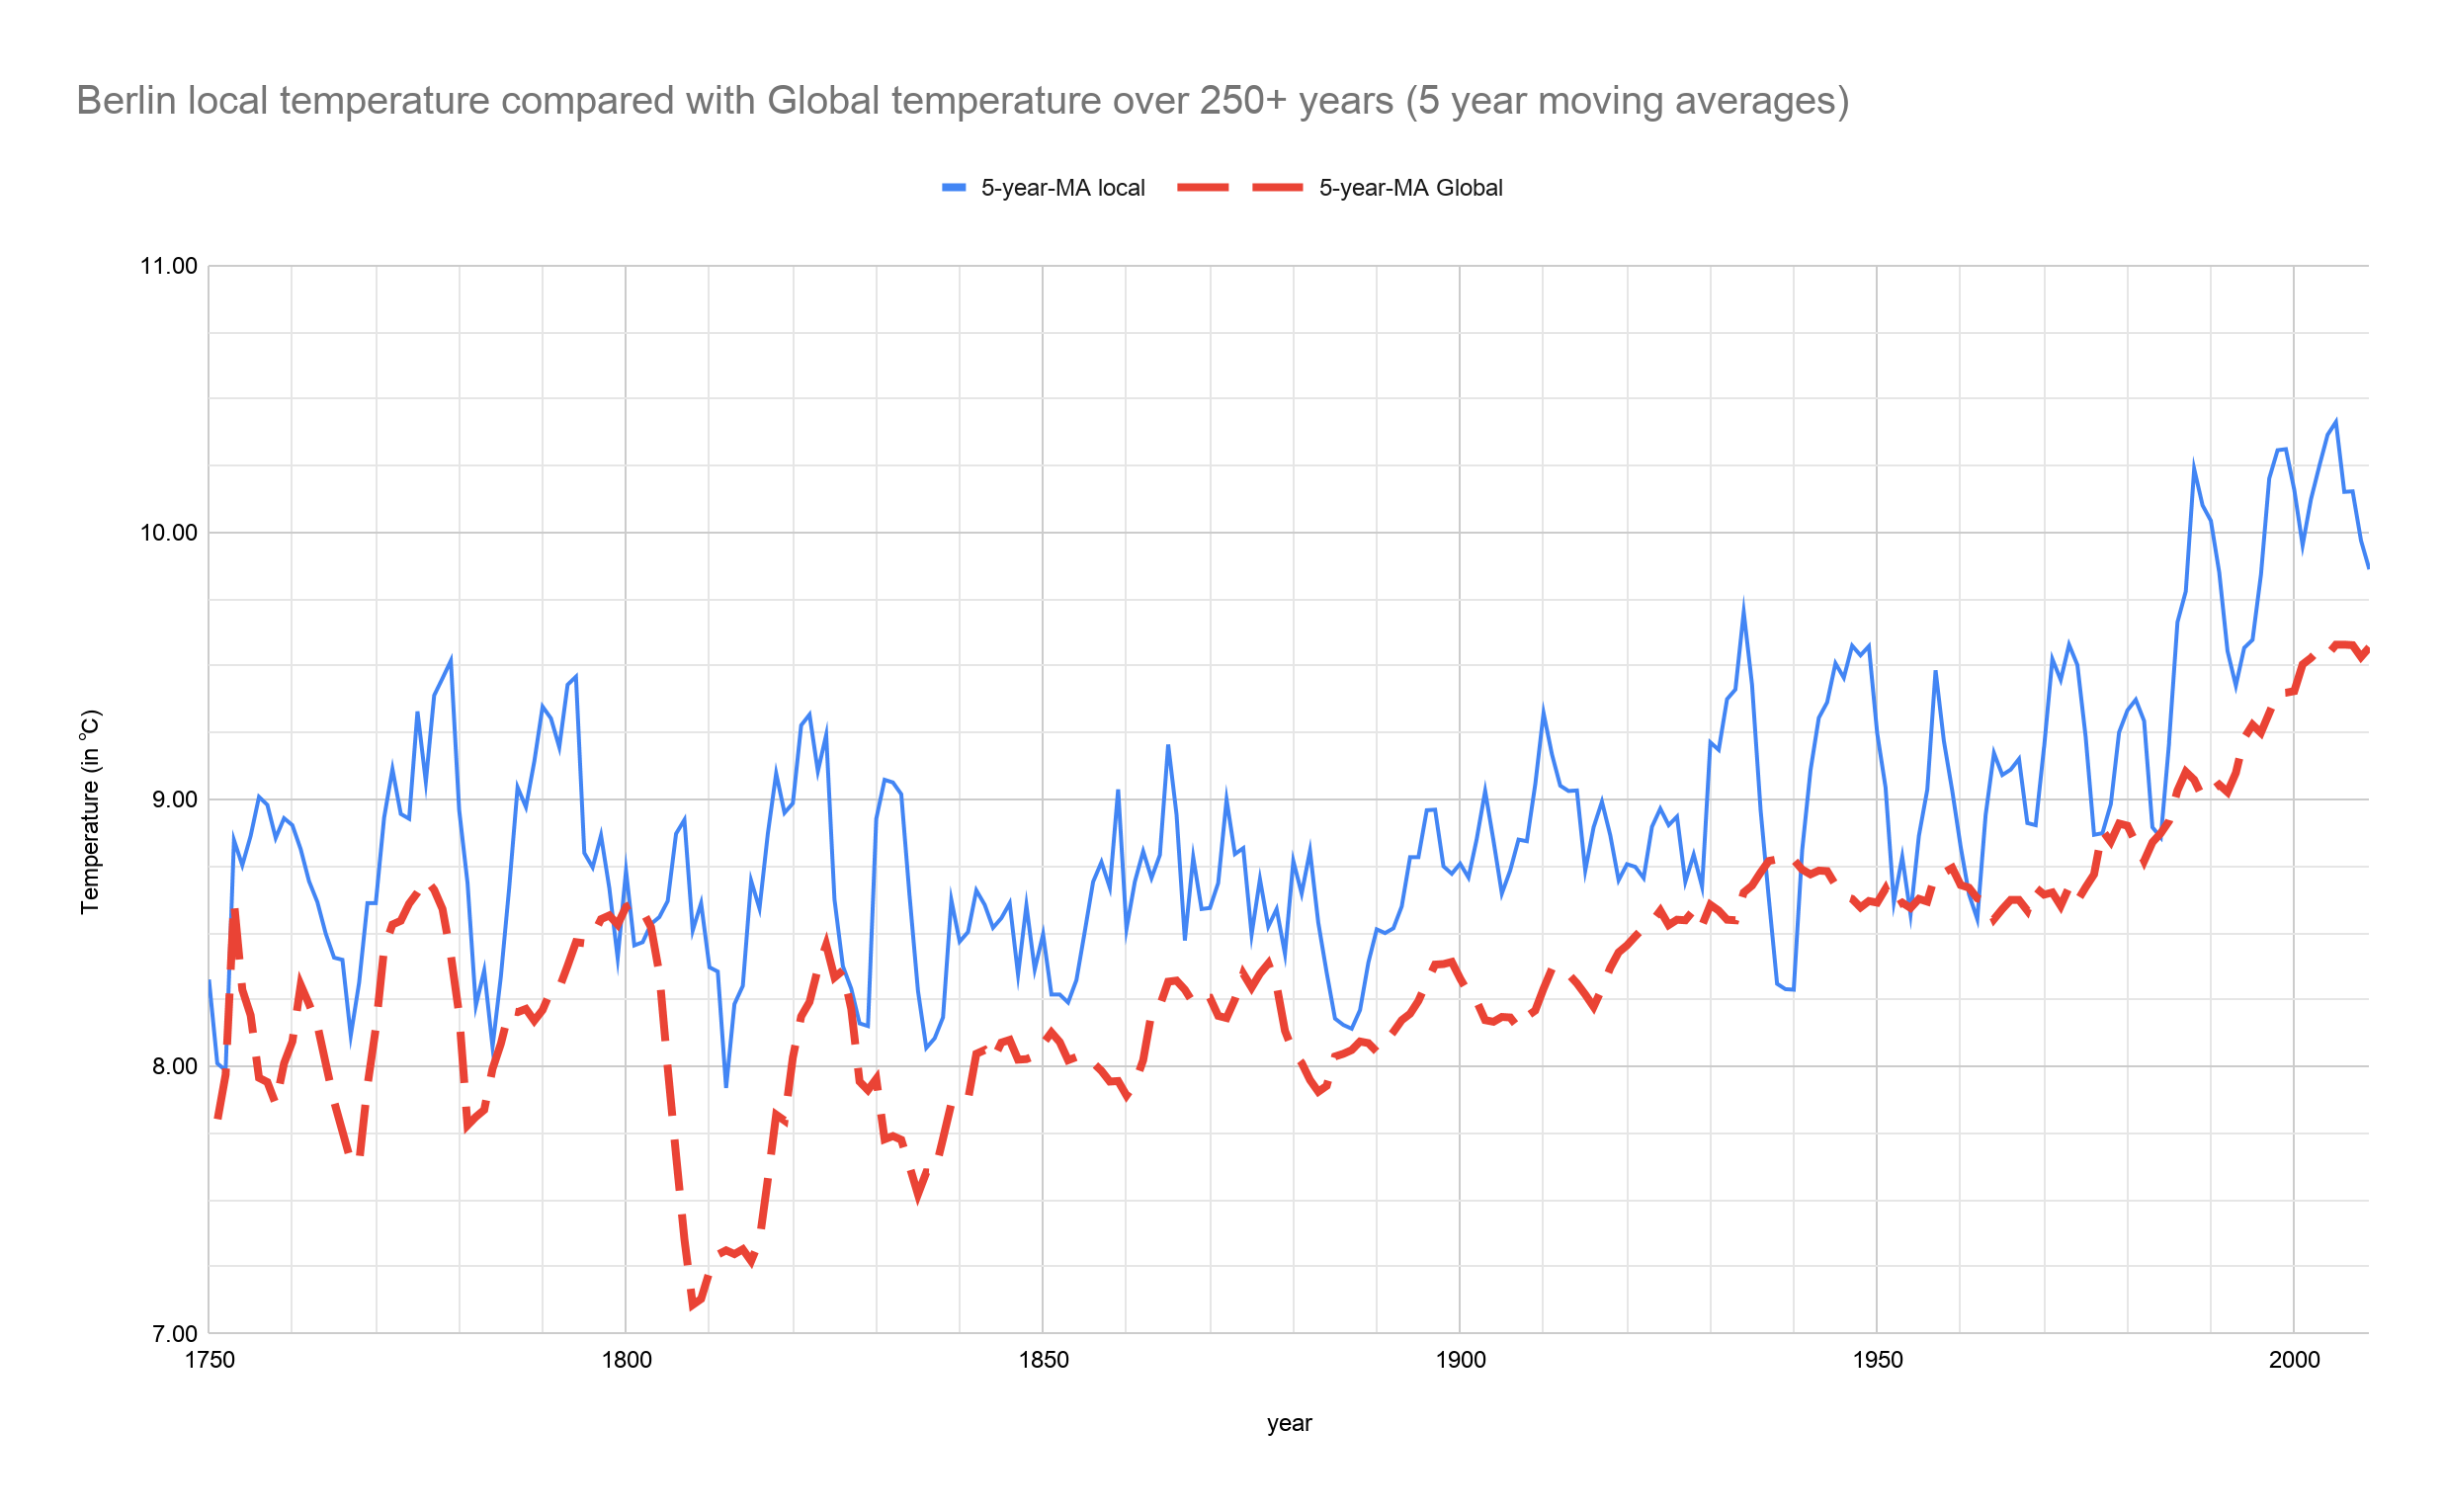 Berlin local temperature compared with Global temperature over 250+ years (5 year moving averages)
5-year-MA local 5-year-MA Global
11.00
10.00
9.00
8.00
7.00
Temperature (in °C)
1750 1800 1850 1900 1950 2000
year